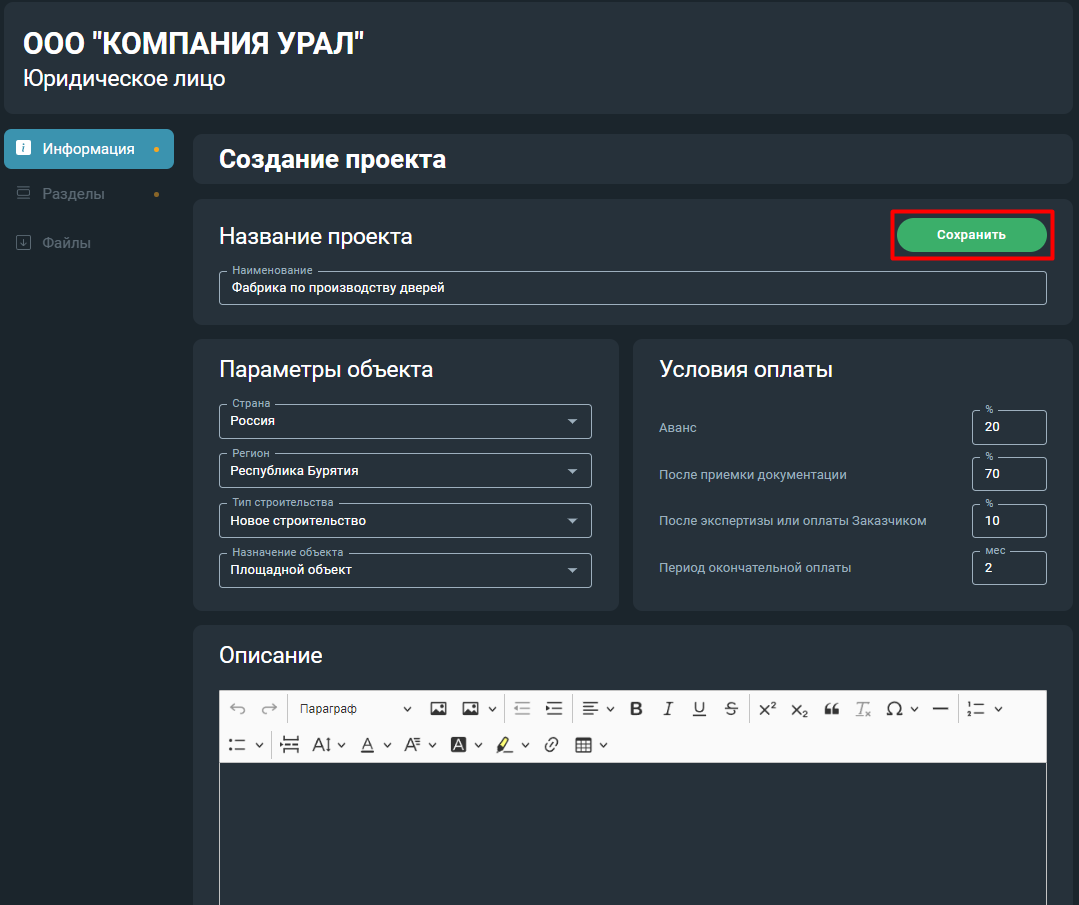 ООО "КОМПАНИЯ УРАЛ"
Юридическое лицо
Информация
Разделы
Файлы
Создание проекта
Название проекта
Сохранить
Наименование
Фабрика по производству дверей
Параметры объекта
Страна
Россия
Регион
Республика Бурятия
Тип строительства
Новое строительство
Назначение объекта
Площадной объект
Условия оплаты
%
Аванс
20
%
После приемки документации
70
%
После экспертизы или оплаты Заказчиком
10
мес
Период окончательной оплаты
2
Описание
Параграф